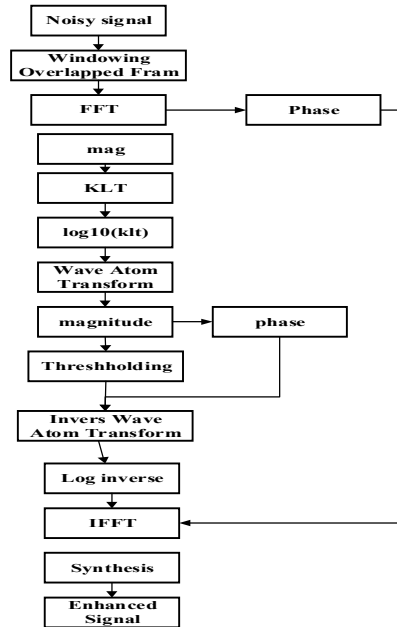 Noisy signal
Windowing
Overlapped Fram
FFT
Phase
mag
KLT
log10(klt)
Wave Atom
Transform
magnitude
phase
Threshholding
Invers Wave
Atom Transform
Log inverse
IFFT
Synthesis
Enhanced
Signal